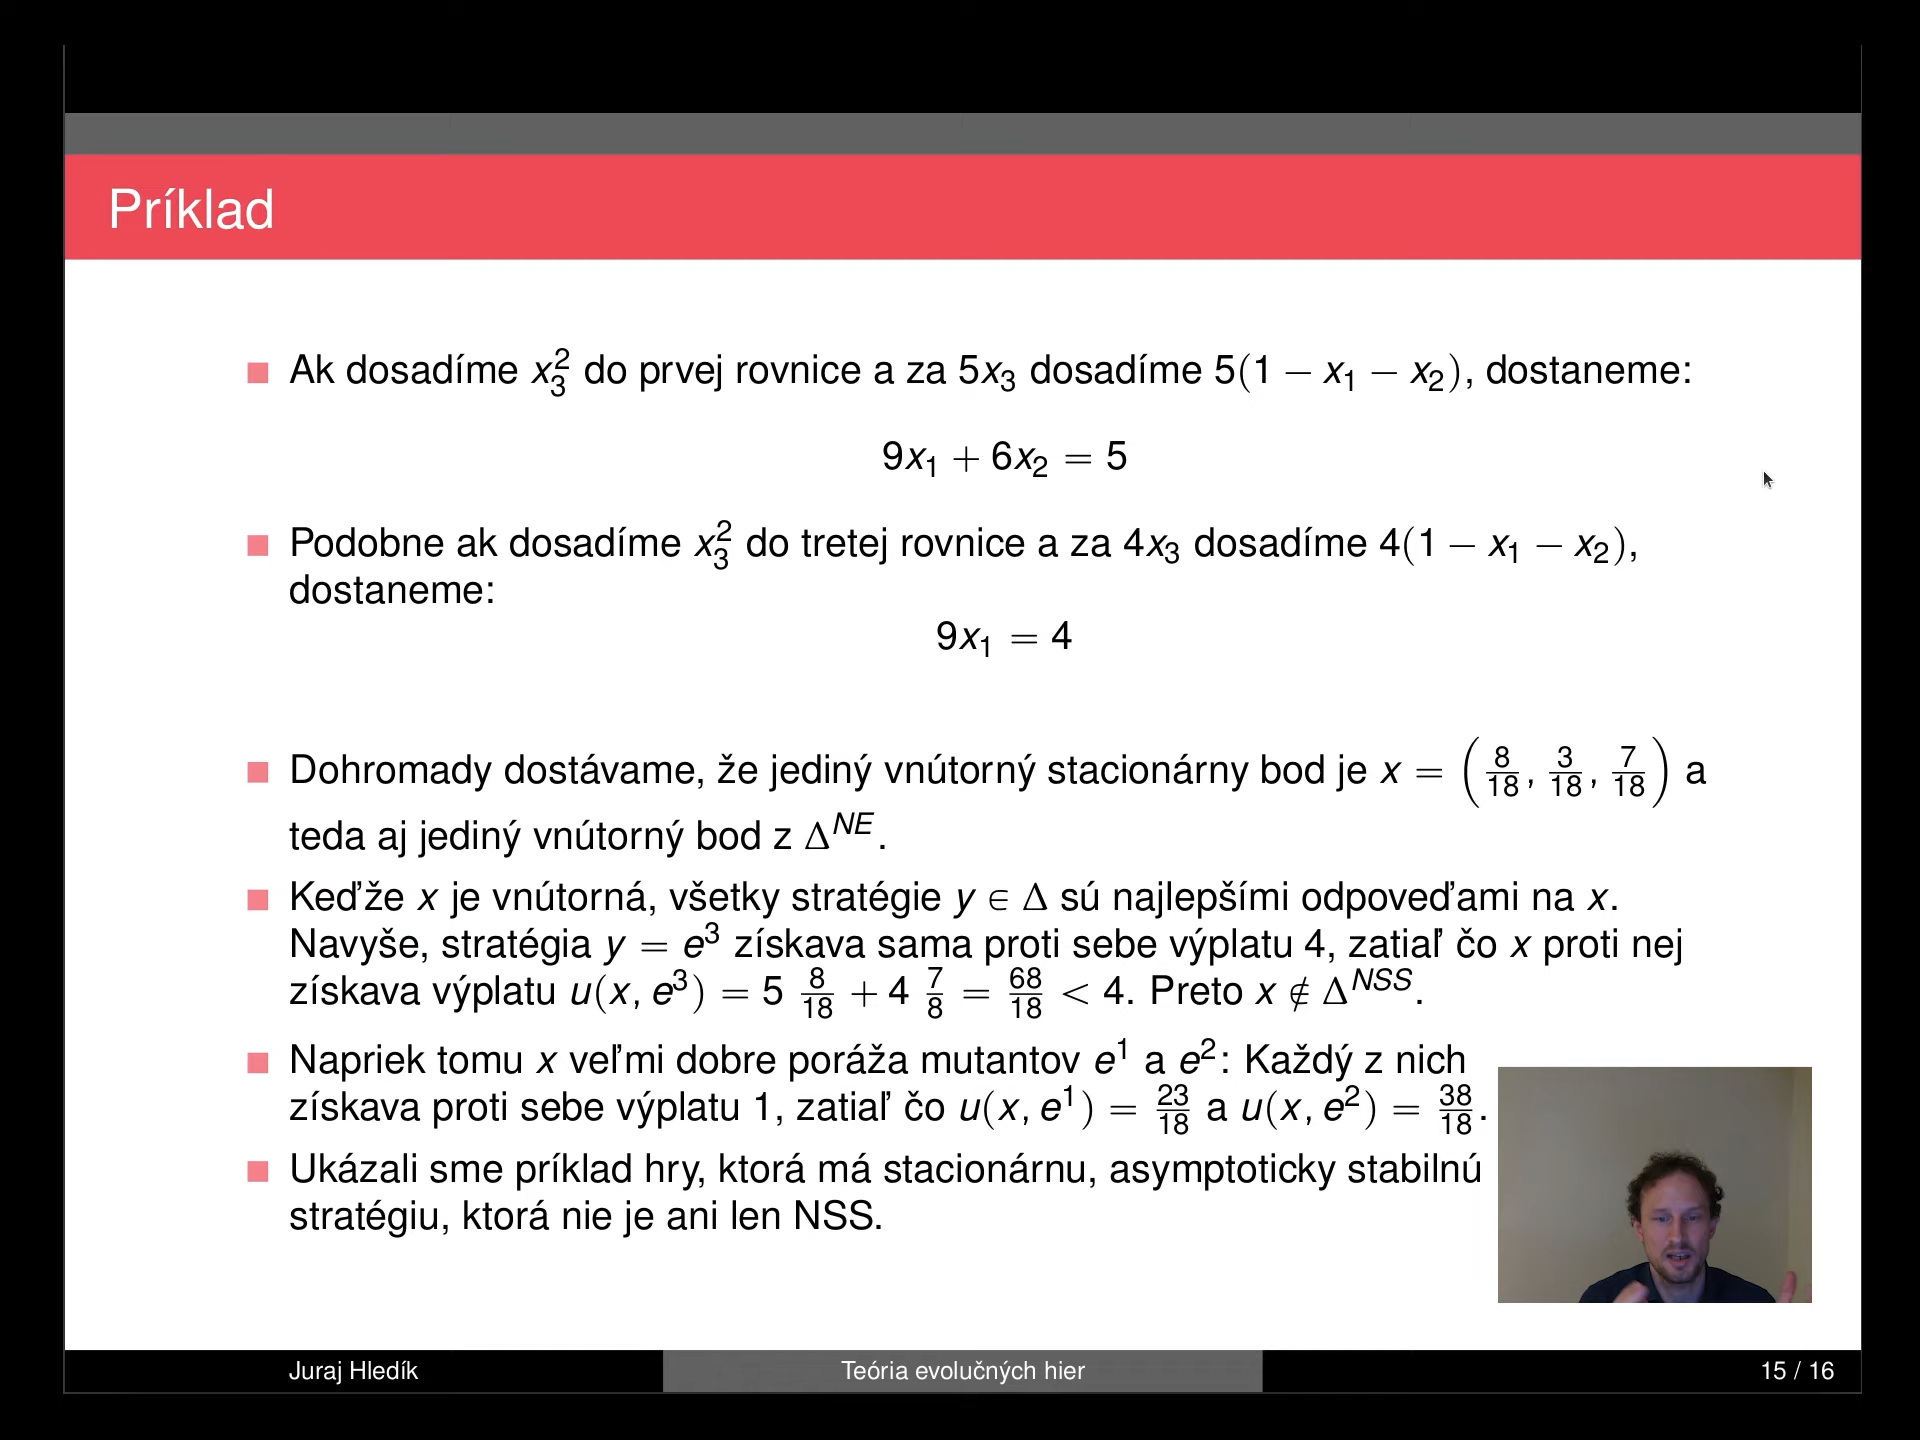 Príklad
Ak dosadíme x₃² do prvej rovnice a za 5x₃ dosadíme 5(1 − x₁ − x₂), dostaneme:
9x₁ + 6x₂ = 5
Podobne ak dosadíme x₃² do tretej rovnice a za 4x₃ dosadíme 4(1 − x₁ − x₂),
dostaneme:
9x₁ = 4
Dohromady dostávame, že jediný vnútorný stacionárny bod je x = (8/18, 3/18, 7/18) a
teda aj jediný vnútorný bod z Δ^NE.
Keďže x je vnútorná, všetky stratégie y ∈ Δ sú najlepšími odpoveďami na x.
Navyše, stratégia y = e³ získava sama proti sebe výplatu 4, zatiaľ čo x proti nej
získava výplatu u(x, e³) = 5 8/18 + 4 7/8 = 68/18 < 4. Preto x ∉ Δ^NSS.
Napriek tomu x veľmi dobre poráža mutantov e¹ a e²: Každý z nich
získava proti sebe výplatu 1, zatiaľ čo u(x, e¹) = 23/18 a u(x, e²) = 38/18.
Ukázali sme príklad hry, ktorá má stacionárnu, asymptoticky stabilnú
stratégiu, ktorá nie je ani len NSS.
Juraj Hledík
Teória evolučných hier
15 / 16